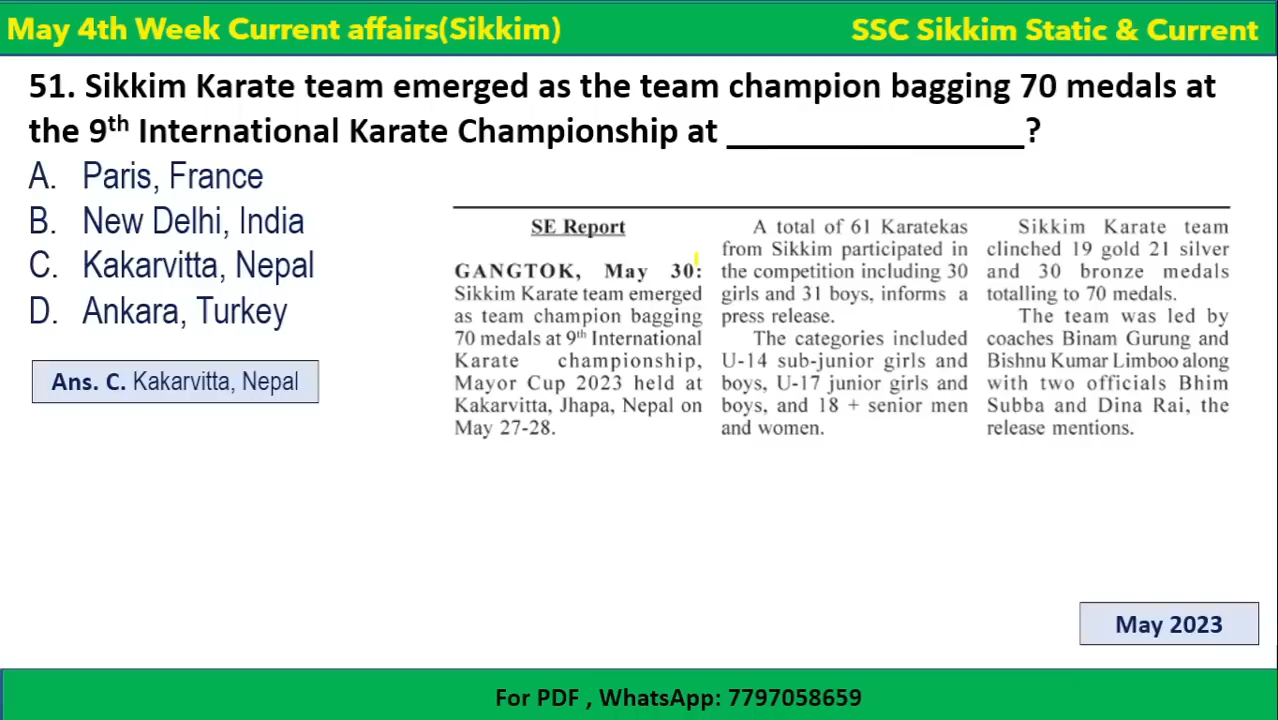 May 4th Week Current affairs(Sikkim)
SSC Sikkim Static & Current
51. Sikkim Karate team emerged as the team champion bagging 70 medals at
the 9th International Karate Championship at _________________?
A. Paris, France
B. New Delhi, India
C. Kakarvitta, Nepal
D. Ankara, Turkey
Ans. C. Kakarvitta, Nepal
SE Report
GANGTOK, May 30:
Sikkim Karate team emerged
as team champion bagging
70 medals at 9th International
Karate championship,
Mayor Cup 2023 held at
Kakarvitta, Jhapa, Nepal on
May 27-28.
A total of 61 Karatekas
from Sikkim participated in
the competition including 30
girls and 31 boys, informs a
press release.
The categories included
U-14 sub-junior girls and
boys, U-17 junior girls and
boys, and 18 + senior men
and women.
Sikkim Karate team
clinched 19 gold 21 silver
and 30 bronze medals
totalling to 70 medals.
The team was led by
coaches Binam Gurung and
Bishnu Kumar Limboo along
with two officials Bhim
Subba and Dina Rai, the
release mentions.
May 2023
For PDF , WhatsApp: 7797058659